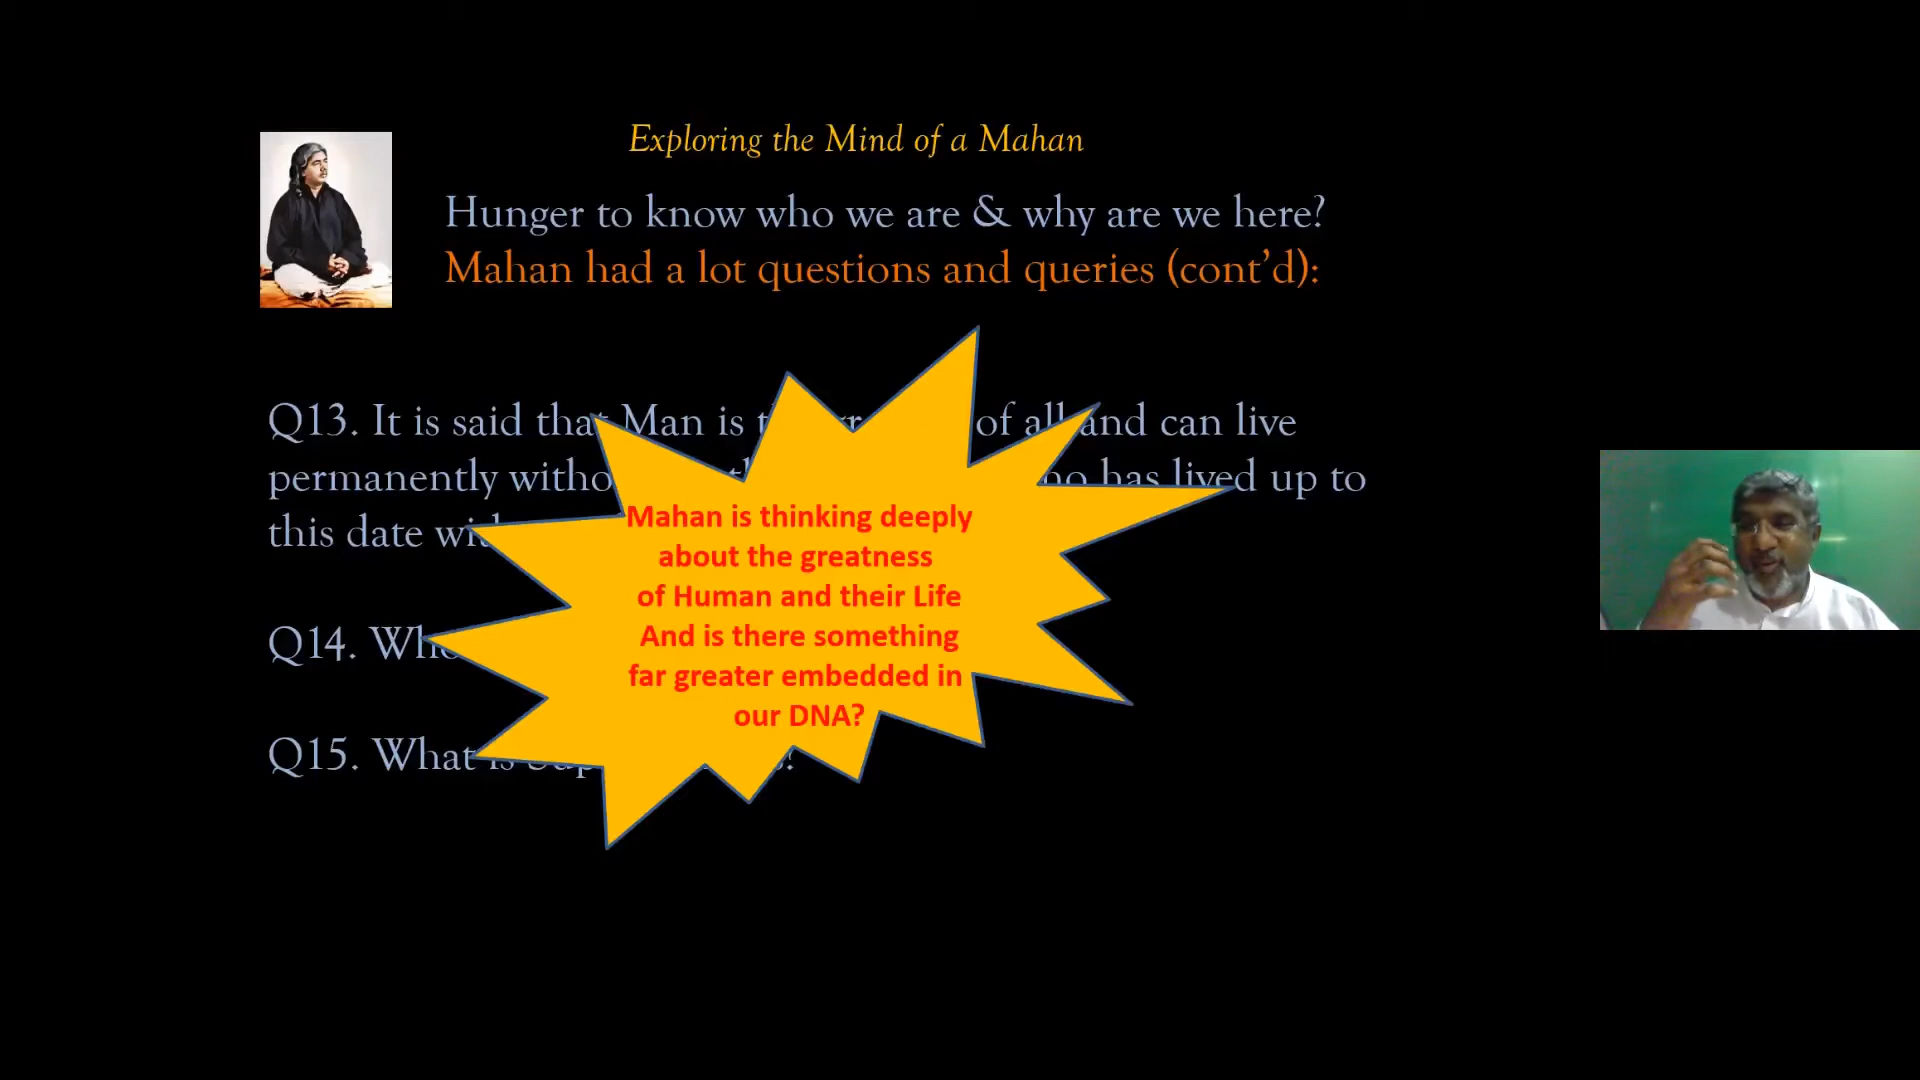 Exploring the Mind of a Mahan
Hunger to know who we are & why are we here?
Mahan had a lot questions and queries (cont’d):
Q13. It is said that Man is of all and can live
permanently has lived up to
this date
Q14.
Q15. What is
Mahan is thinking deeply
about the greatness
of Human and their Life
And is there something
far greater embedded in
our DNA?